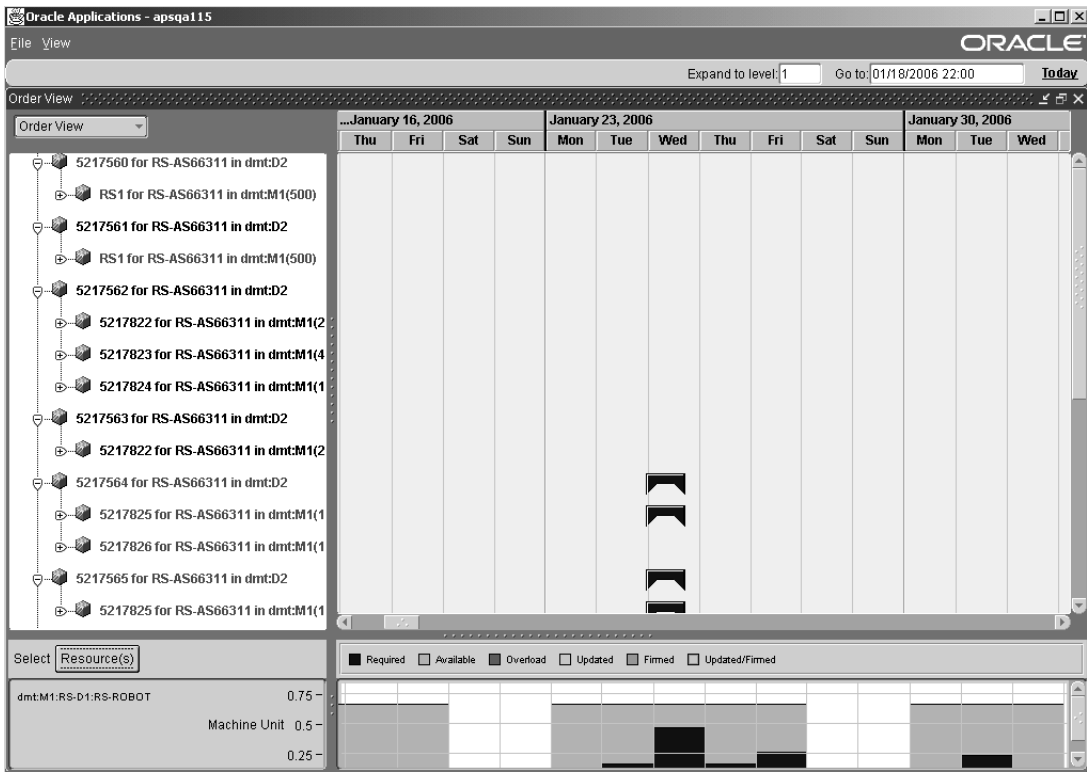 Oracle Applications - apsqa115
File View
ORACLE
Expand to level: 1 Go to: 01/18/2006 22:00 Today
Order View
Order View
...January 16, 2006 January 23, 2006 January 30, 2006
Thu Fri Sat Sun Mon Tue Wed Thu Fri Sat Sun Mon Tue Wed
5217560 for RS-AS66311 in dmt:D2
RS1 for RS-AS66311 in dmt:M1(500)
5217561 for RS-AS66311 in dmt:D2
RS1 for RS-AS66311 in dmt:M1(500)
5217562 for RS-AS66311 in dmt:D2
5217822 for RS-AS66311 in dmt:M1(2
5217823 for RS-AS66311 in dmt:M1(4
5217824 for RS-AS66311 in dmt:M1(1
5217563 for RS-AS66311 in dmt:D2
5217822 for RS-AS66311 in dmt:M1(2
5217564 for RS-AS66311 in dmt:D2
5217825 for RS-AS66311 in dmt:M1(1
5217826 for RS-AS66311 in dmt:M1(1
5217565 for RS-AS66311 in dmt:D2
5217825 for RS-AS66311 in dmt:M1(1
Select Resource(s)
Required Available Overload Updated Firmed Updated/Firmed
dmt:M1:RS-D1:RS-ROBOT 0.75
Machine Unit 0.5
0.25